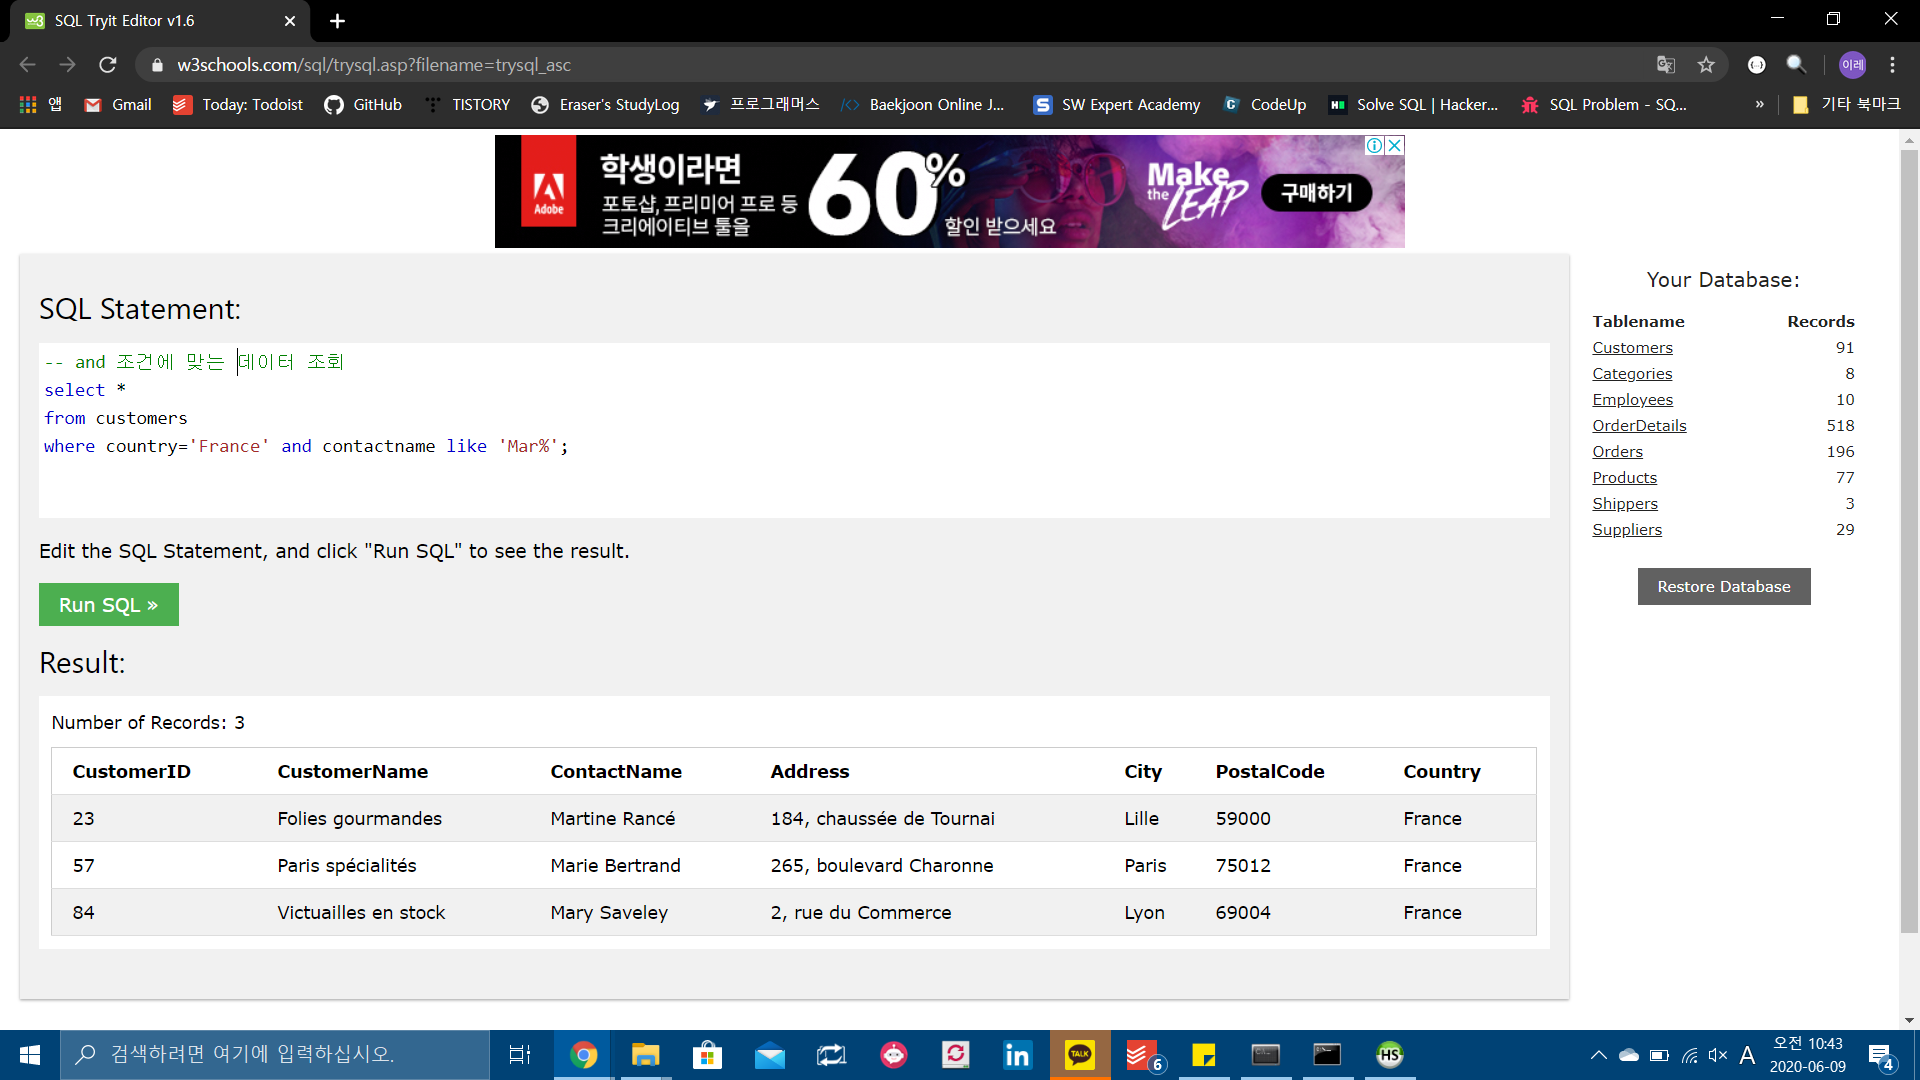 SQL Tryit Editor v1.6
w3schools.com/sql/trysql.asp?filename=trysql_asc
이레
앱 Gmail Today: Todoist GitHub TISTORY Eraser's StudyLog 프로그래머스 Baekjoon Online J... SW Expert Academy CodeUp Solve SQL | Hacker... SQL Problem - SQ... » 기타 북마크
Adobe
학생이라면
포토샵, 프리미어 프로 등
크리에이티브 툴을
60%
할인 받으세요
Make
the LEAP
구매하기
SQL Statement:
-- and 조건에 맞는 데이터 조회
select *
from customers
where country='France' and contactname like 'Mar%';
Edit the SQL Statement, and click "Run SQL" to see the result.
Run SQL »
Result:
Number of Records: 3
CustomerID CustomerName ContactName Address City PostalCode Country
23 Folies gourmandes Martine Rancé 184, chaussée de Tournai Lille 59000 France
57 Paris spécialités Marie Bertrand 265, boulevard Charonne Paris 75012 France
84 Victuailles en stock Mary Saveley 2, rue du Commerce Lyon 69004 France
Your Database:
Tablename Records
Customers 91
Categories 8
Employees 10
OrderDetails 518
Orders 196
Products 77
Shippers 3
Suppliers 29
Restore Database
검색하려면 여기에 입력하십시오.
TALK
6
HS
A
오전 10:43
2020-06-09
4